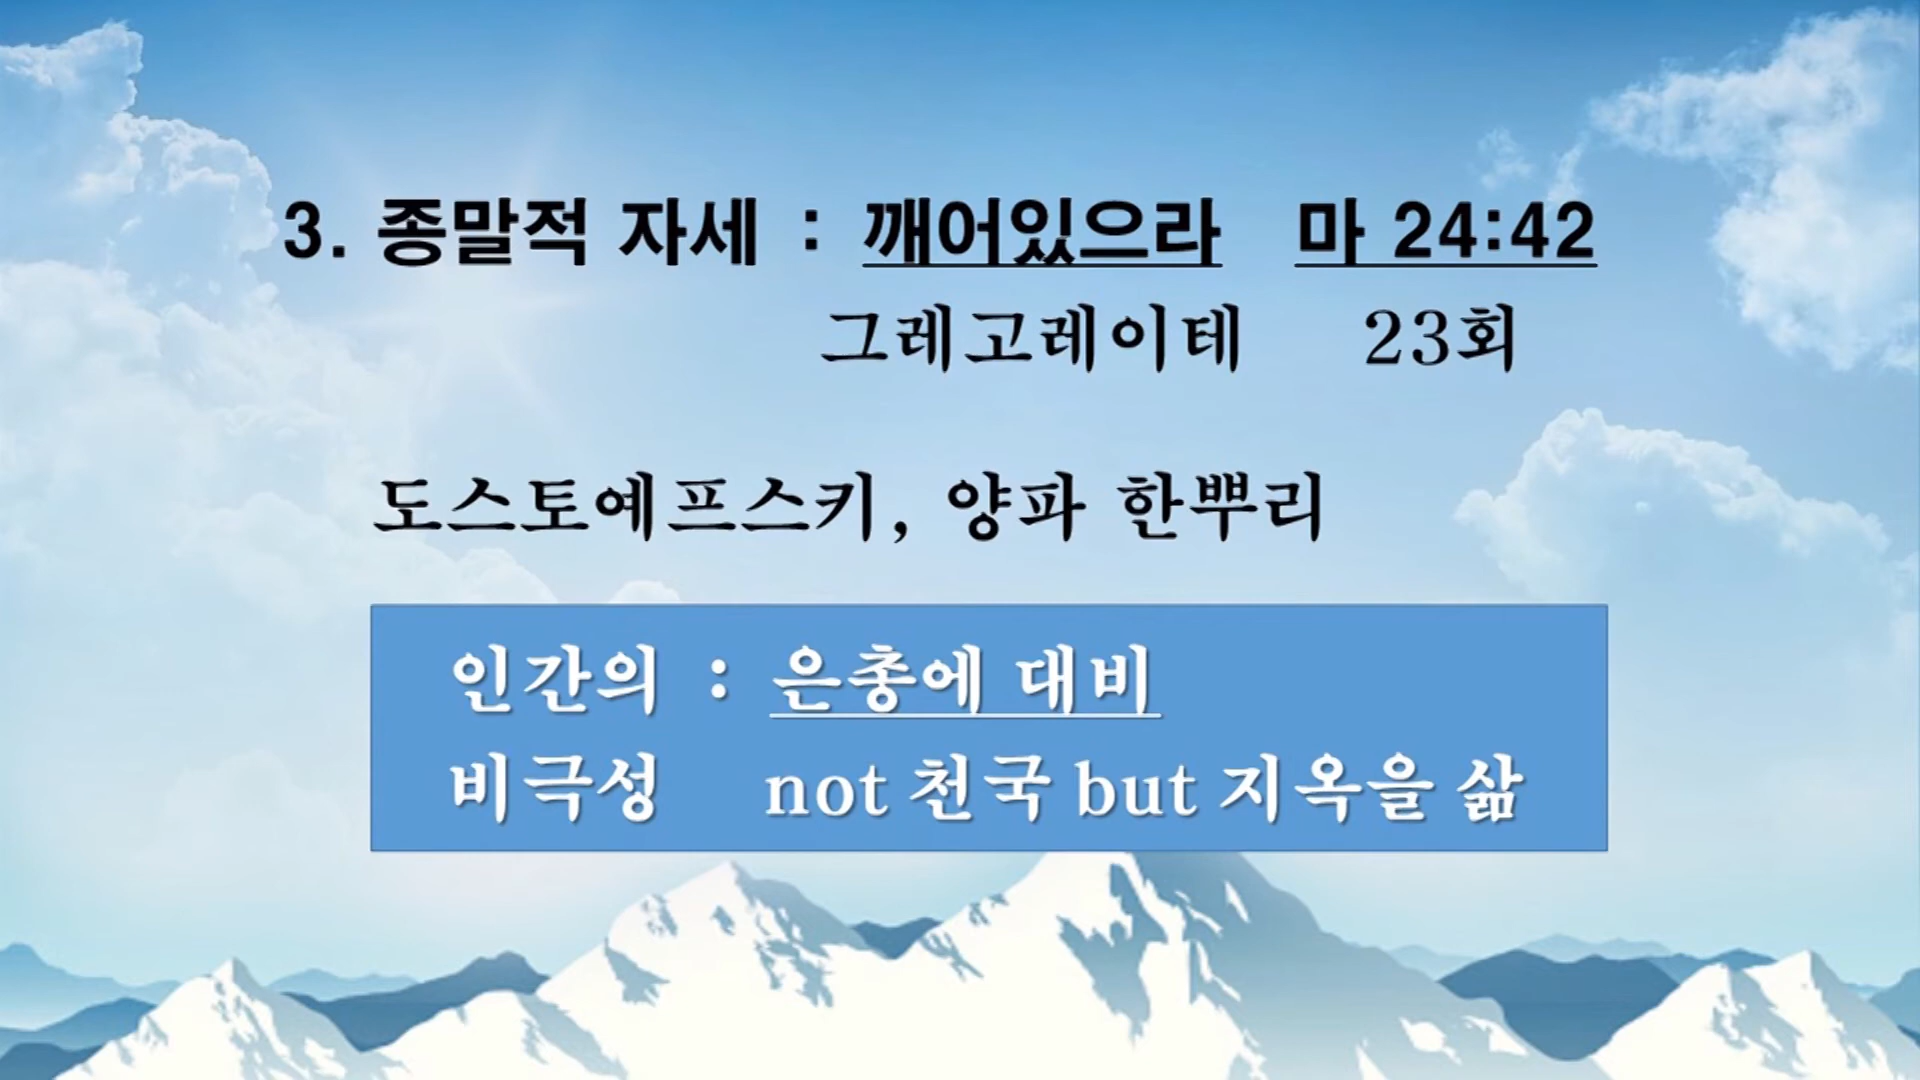 3. 종말적 자세 : 깨어있으라 마 24:42
그레고레이테 23회
도스토예프스키, 양파 한뿌리
인간의 : 은총에 대비
비극성 not 천국 but 지옥을 삶